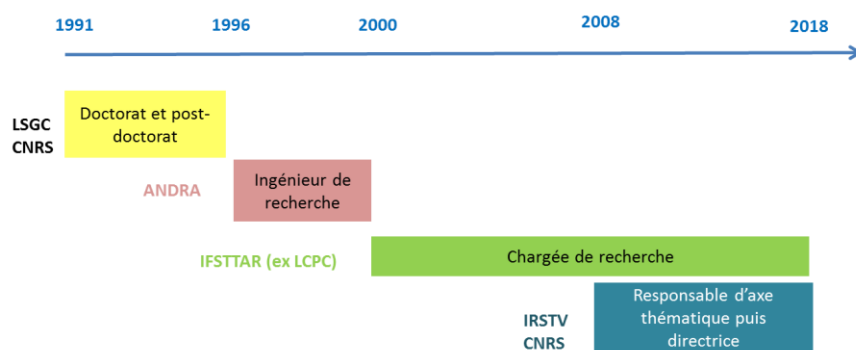 1991 1996 2000 2008 2018
LSGC
CNRS
Doctorat et post-
doctorat
ANDRA
Ingénieur de
recherche
IFSTTAR (ex LCPC)
Chargée de recherche
IRSTV
CNRS
Responsable d'axe
thématique puis
directrice